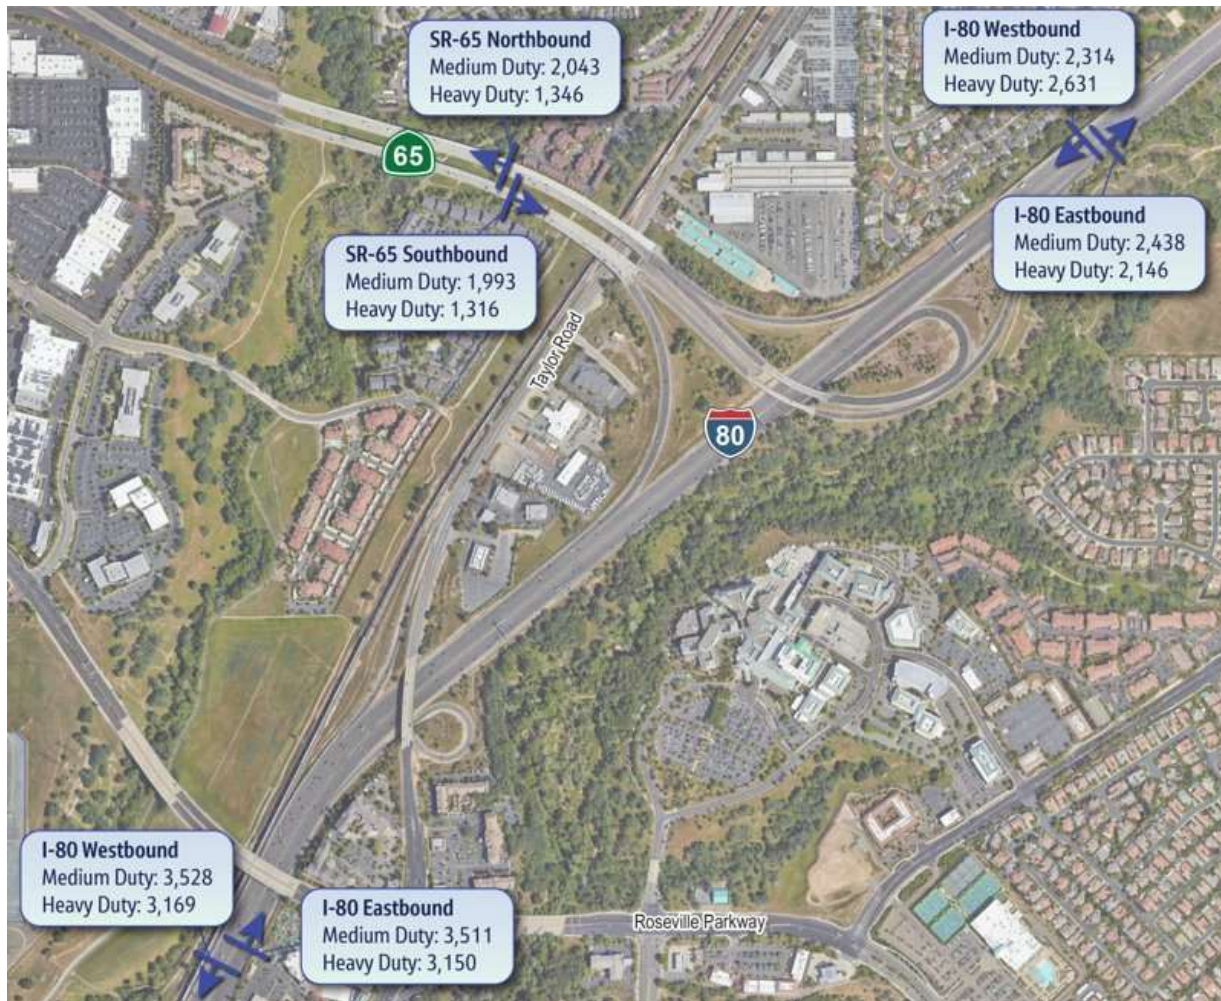 SR-65 Northbound
Medium Duty: 2,043
Heavy Duty: 1,346
I-80 Westbound
Medium Duty: 2,314
Heavy Duty: 2,631
65
I-80 Eastbound
Medium Duty: 2,438
Heavy Duty: 2,146
SR-65 Southbound
Medium Duty: 1,993
Heavy Duty: 1,316
Taylor Road
80
I-80 Westbound
Medium Duty: 3,528
Heavy Duty: 3,169
I-80 Eastbound
Medium Duty: 3,511
Heavy Duty: 3,150
Roseville Parkway